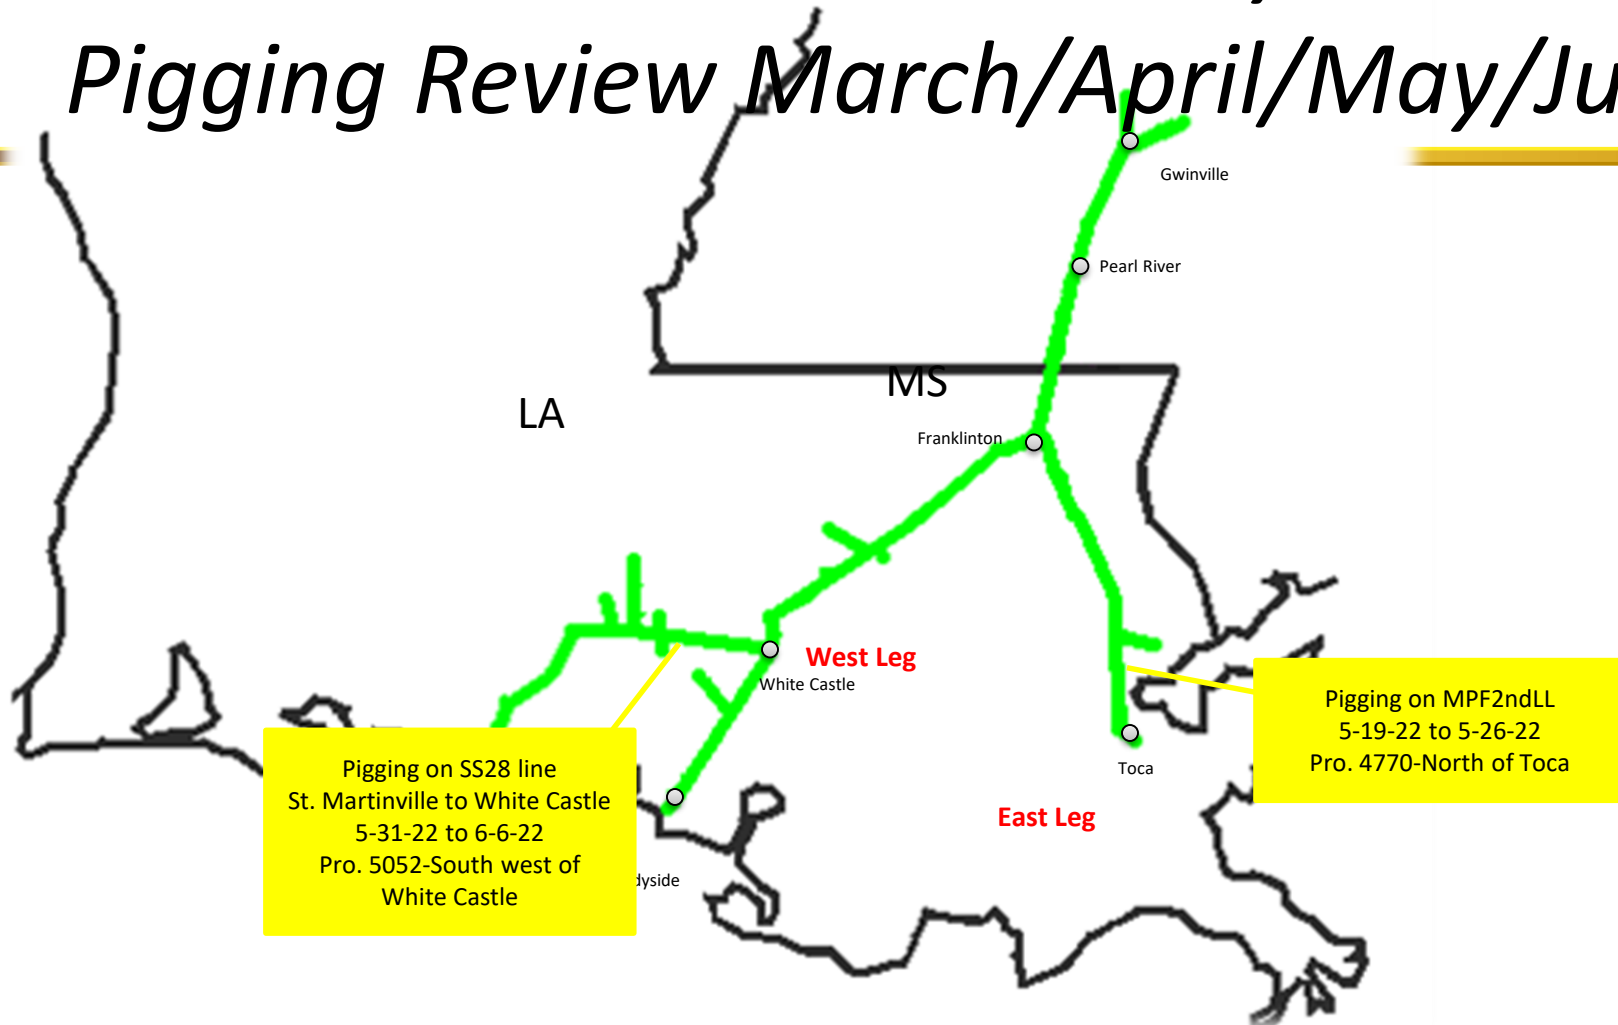 Pigging Review March/April/May/Ju
Gwinville
Pearl River
MS
LA
Franklinton
West Leg
White Castle
Pigging on MPF2ndLL
5-19-22 to 5-26-22
Pro. 4770-North of Toca
Toca
East Leg
Pigging on SS28 line
St. Martinville to White Castle
5-31-22 to 6-6-22
Pro. 5052-South west of
White Castle
dyside